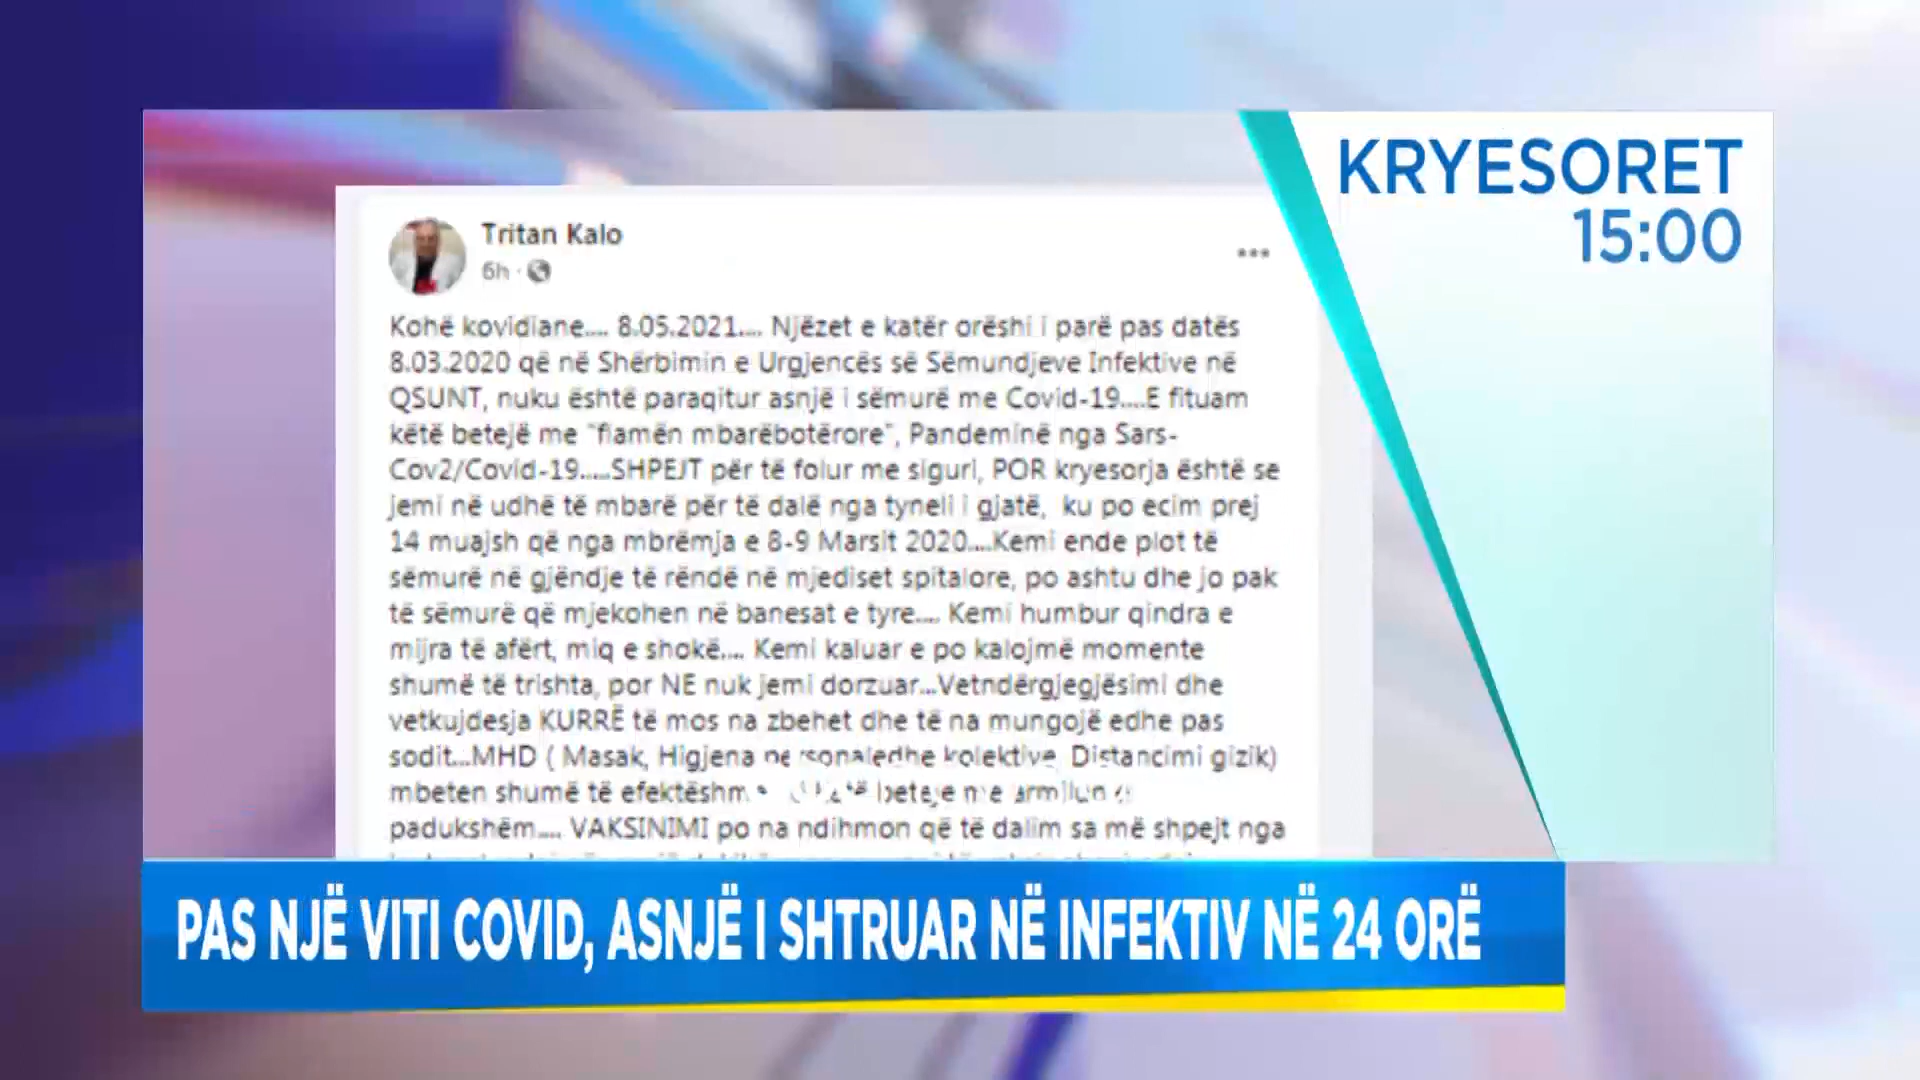 KRYESORET
15:00
Tritan Kalo
6h ·
Kohë kovidiane.... 8.05.2021.... Njëzet e katër orëshi i parë pas datës
8.03.2020 që në Shërbimin e Urgjencës së Sëmundjeve Infektive në
QSUNT, nuku është paraqitur asnjë i sëmurë me Covid-19....E fituam
këtë betejë me "flamën mbarëbotërore", Pandeminë nga Sars-
Cov2/Covid-19.....SHPEJT për të folur me siguri, POR kryesorja është se
jemi në udhë të mbarë për të dalë nga tyneli i gjatë, ku po ecim prej
14 muajsh që nga mbrëmja e 8-9 Marsit 2020....Kemi ende plot të
sëmurë në gjëndje të rëndë në mjediset spitalore, po ashtu dhe jo pak
të sëmurë që mjekohen në banesat e tyre.... Kemi humbur qindra e
mijra të afërt, miq e shokë.... Kemi kaluar e po kalojmë momente
shumë të trishta, por NE nuk jemi dorzuar...Vetndërgjegjësimi dhe
vetkujdesja KURRË të mos na zbehet dhe të na mungojë edhe pas
sodit...MHD ( Masak, Higjena personaledhe kolektive, Distancimi gizik)
mbeten shumë të betejë me armikun
padukshëm.... VAKSINIMI po na ndihmon që të dalim sa më shpejt nga
PAS NJË VITI COVID, ASNJË I SHTRUAR NË INFEKTIV NË 24 ORË